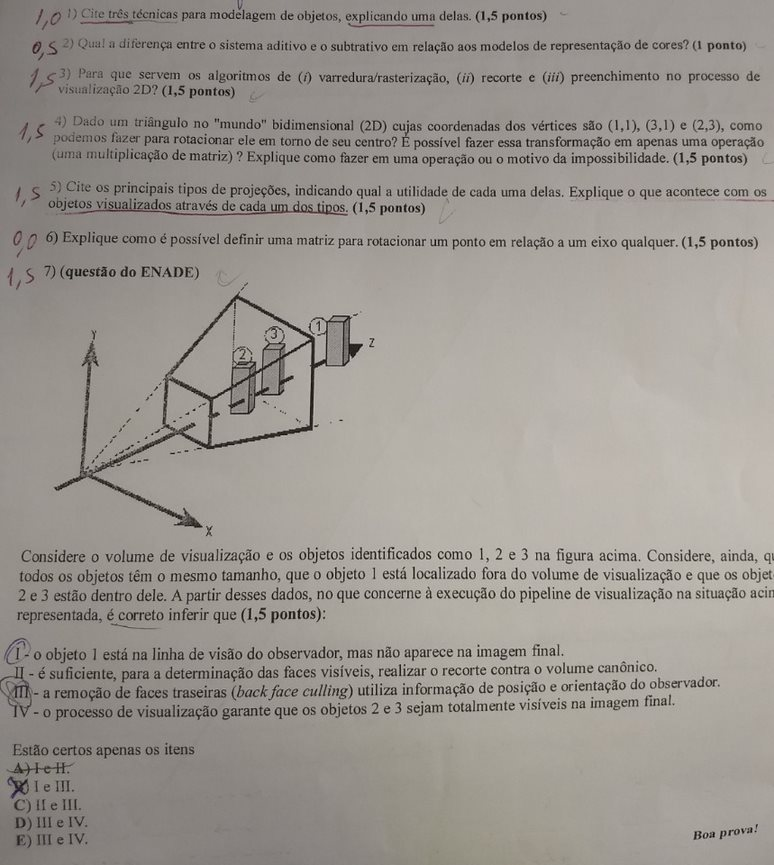 1,0 1) Cite três técnicas para modelagem de objetos, explicando uma delas. (1,5 pontos)
0,5 2) Qual a diferença entre o sistema aditivo e o subtrativo em relação aos modelos de representação de cores? (1 ponto)
1,5 3) Para que servem os algoritmos de (i) varredura/rasterização, (ii) recorte e (iii) preenchimento no processo de
visualização 2D? (1,5 pontos)
1,5 4) Dado um triângulo no "mundo" bidimensional (2D) cujas coordenadas dos vértices são (1,1), (3,1) e (2,3), como
podemos fazer para rotacionar ele em torno de seu centro? É possível fazer essa transformação em apenas uma operação
(uma multiplicação de matriz) ? Explique como fazer em uma operação ou o motivo da impossibilidade. (1,5 pontos)
1,5 5) Cite os principais tipos de projeções, indicando qual a utilidade de cada uma delas. Explique o que acontece com os
objetos visualizados através de cada um dos tipos. (1,5 pontos)
0,0 6) Explique como é possível definir uma matriz para rotacionar um ponto em relação a um eixo qualquer. (1,5 pontos)
1,5 7) (questão do ENADE)
Y
2
3
1
Z
X
Considere o volume de visualização e os objetos identificados como 1, 2 e 3 na figura acima. Considere, ainda, qu
todos os objetos têm o mesmo tamanho, que o objeto 1 está localizado fora do volume de visualização e que os objet
2 e 3 estão dentro dele. A partir desses dados, no que concerne à execução do pipeline de visualização na situação acin
representada, é correto inferir que (1,5 pontos):
I - o objeto 1 está na linha de visão do observador, mas não aparece na imagem final.
II - é suficiente, para a determinação das faces visíveis, realizar o recorte contra o volume canônico.
III - a remoção de faces traseiras (back face culling) utiliza informação de posição e orientação do observador.
IV - o processo de visualização garante que os objetos 2 e 3 sejam totalmente visíveis na imagem final.
Estão certos apenas os itens
A) I e II.
B) I e III.
C) II e III.
D) III e IV.
E) III e IV.
Boa prova!